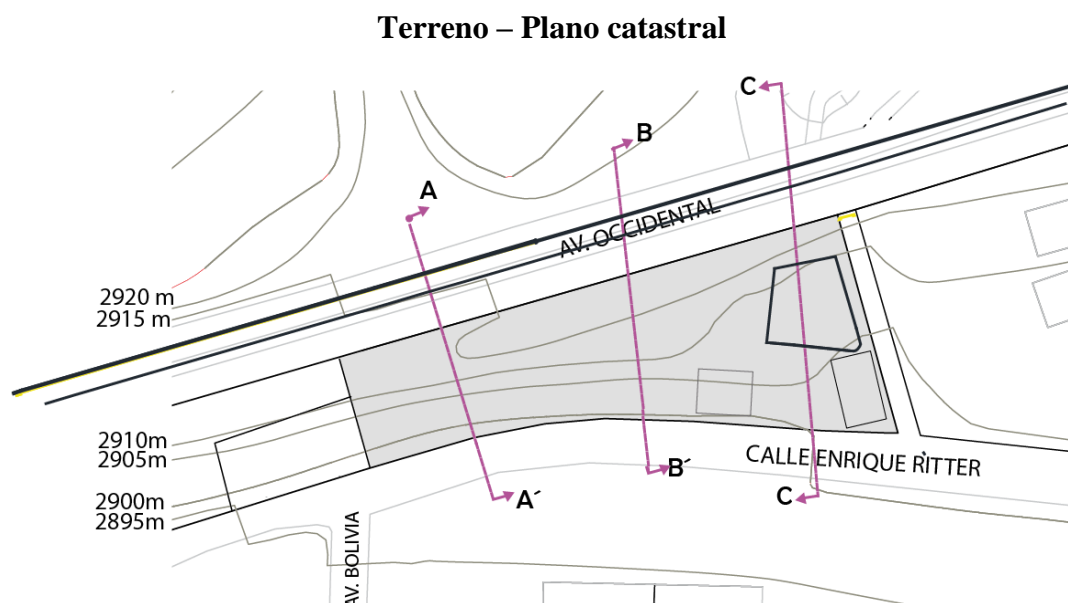 Terreno – Plano catastral
C
B
A
AV. OCCIDENTAL
2920 m
2915 m
2910m
2905m
2900m
2895m
CALLE ENRIQUE RITTER
B´
A´
C
AV. BOLIVIA